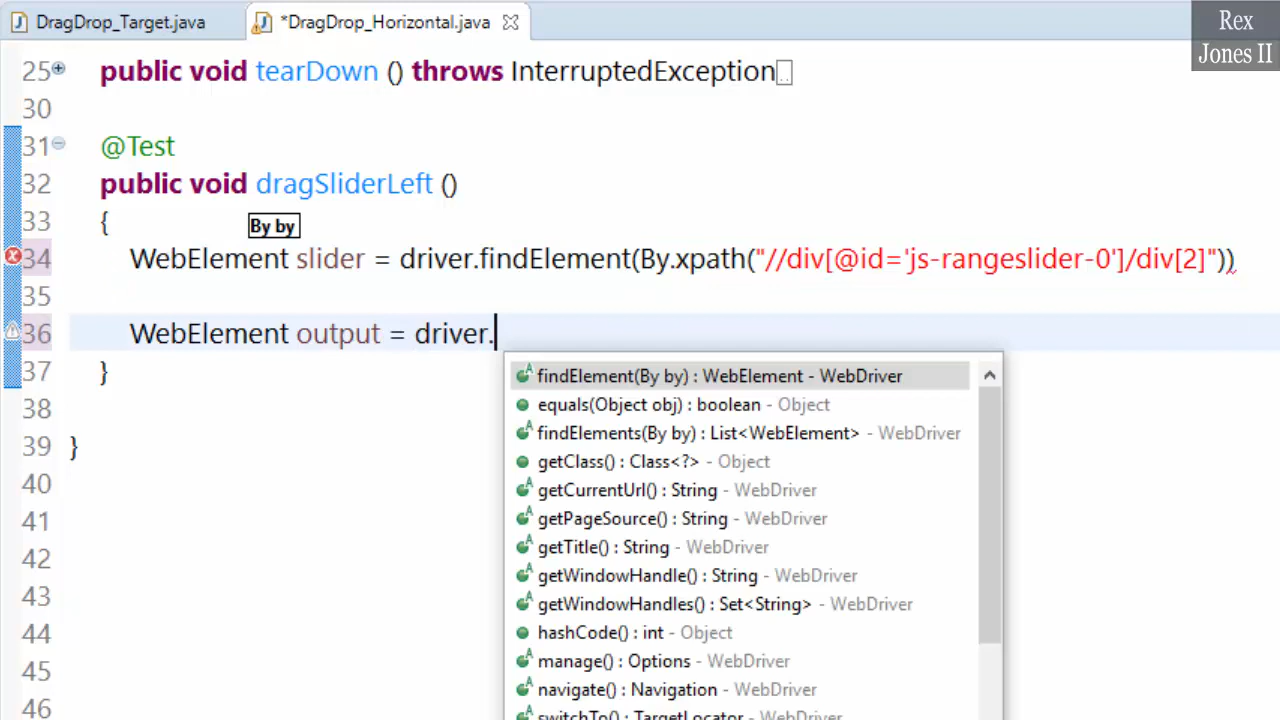 DragDrop_Target.java *DragDrop_Horizontal.java
Rex
Jones II
25 public void tearDown () throws InterruptedException
30
31 @Test
32 public void dragSliderLeft ()
33 {
By by
34 WebElement slider = driver.findElement(By.xpath("//div[@id='js-rangeslider-0']/div[2]"))
35
36 WebElement output = driver.
37 }
findElement(By by) : WebElement - WebDriver
equals(Object obj) : boolean - Object
38
findElements(By by) : List<WebElement> - WebDriver
39 }
getClass() : Class<?> - Object
40
getCurrentUrl() : String - WebDriver
41
getPageSource() : String - WebDriver
getTitle() : String - WebDriver
42
getWindowHandle() : String - WebDriver
43
getWindowHandles() : Set<String> - WebDriver
44
hashCode() : int - Object
manage() : Options - WebDriver
45
navigate() : Navigation - WebDriver
46
switchTo() : TargetLocator - WebDriver